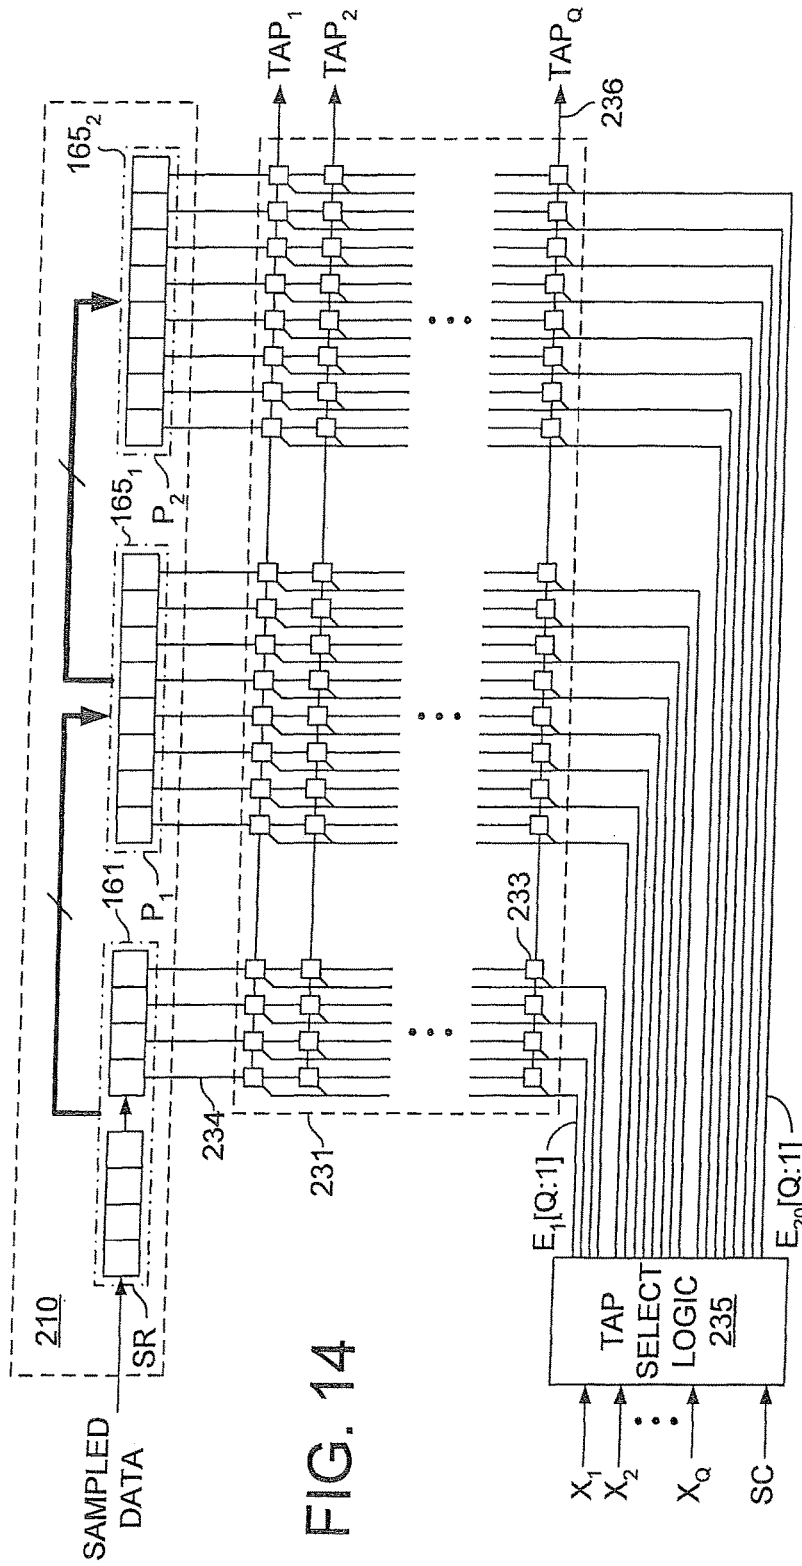 SAMPLED
DATA
210
SR
161
P₁
165₁
P₂
165₂
TAP₁
TAP₂
TAP_Q
236
234
231
233
FIG. 14
E₁[Q:1]
E₂₀[Q:1]
TAP
SELECT
LOGIC
235
X₁
X₂
X_Q
SC